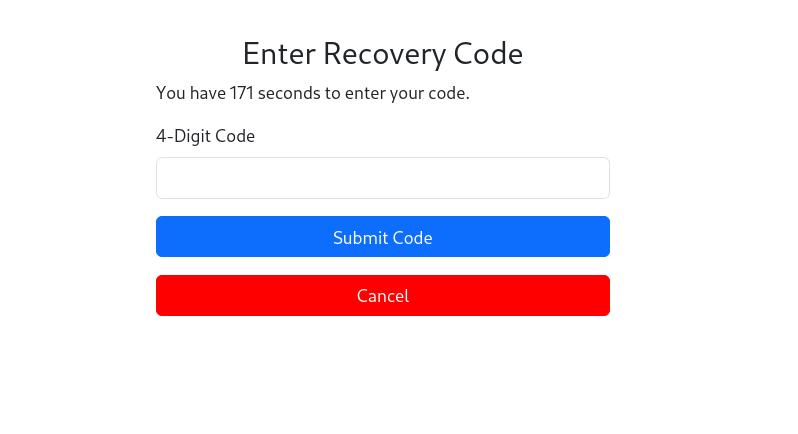 Enter Recovery Code
You have 171 seconds to enter your code.
4-Digit Code
Submit Code
Cancel